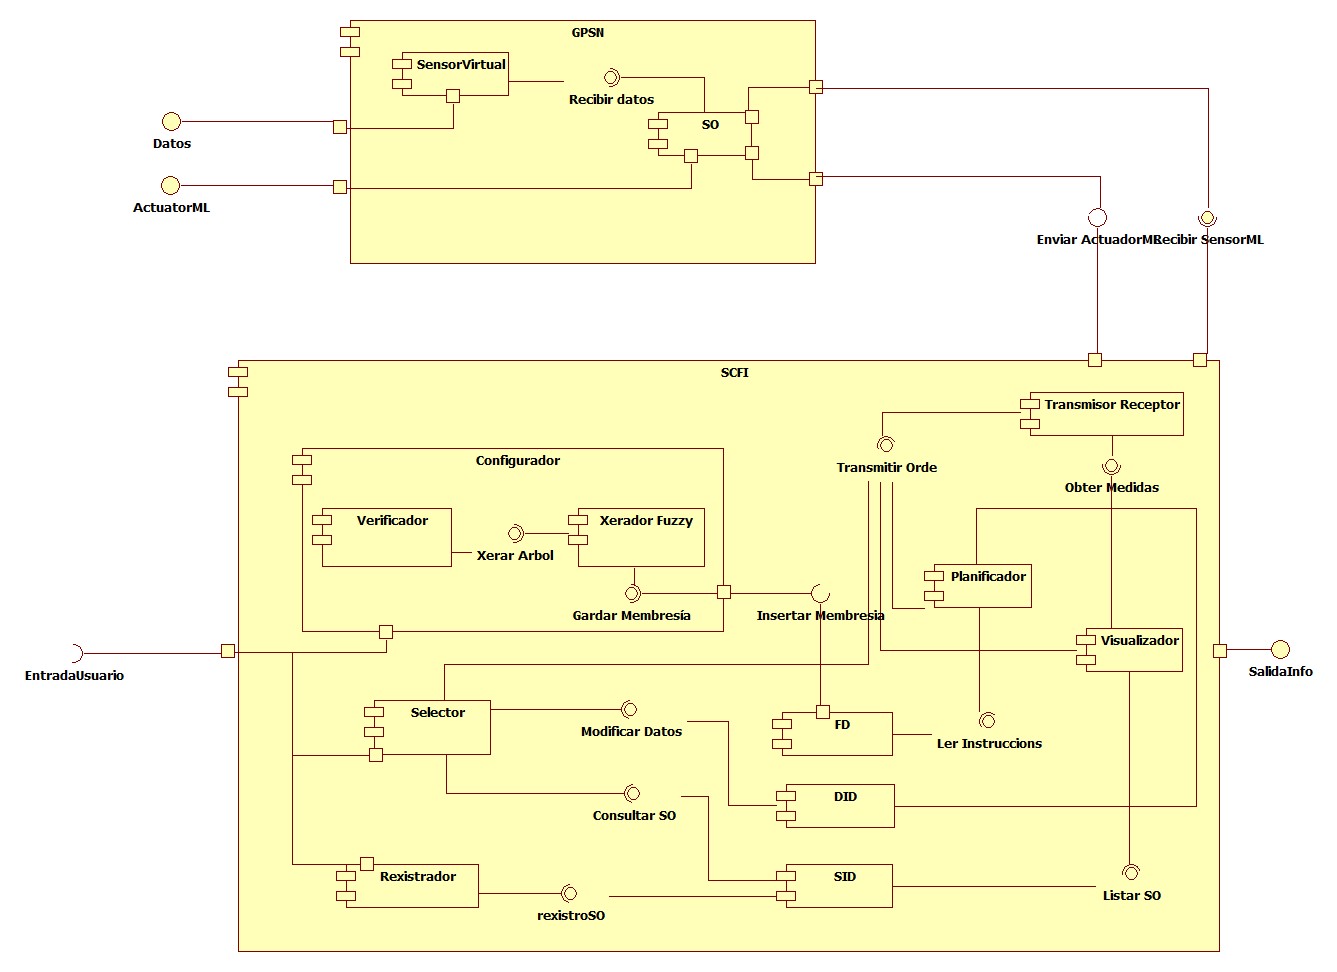 GPSN
SensorVirtual
Recibir datos
SO
Datos
ActuatorML
Enviar ActuadorML
Recibir SensorML
SCFI
Transmisor Receptor
Configurador
Transmitir Orde
Obter Medidas
Verificador
Xerador Fuzzy
Xerar Arbol
Planificador
Gardar Membresía
Insertar Membresia
Visualizador
EntradaUsuario
SalidaInfo
Selector
Modificar Datos
FD
Ler Instruccions
DID
Consultar SO
Rexistrador
SID
Listar SO
rexistroSO